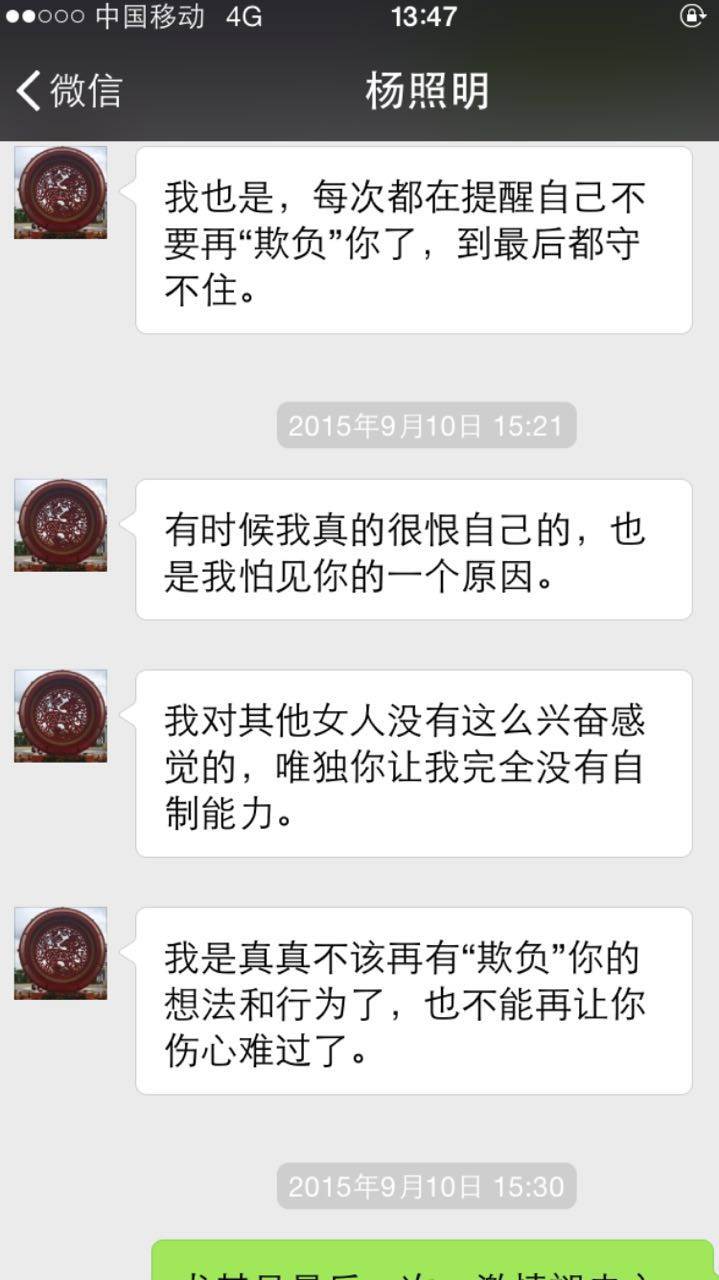 中国移动 4G 13:47
微信 杨照明
我也是，每次都在提醒自己不
要再“欺负”你了，到最后都守
不住。
2015年9月10日 15:21
有时候我真的很恨自己的，也
是我怕见你的一个原因。
我对其他女人没有这么兴奋感
觉的，唯独你让我完全没有自
制能力。
我是真真不该再有“欺负”你的
想法和行为了，也不能再让你
伤心难过了。
2015年9月10日 15:30